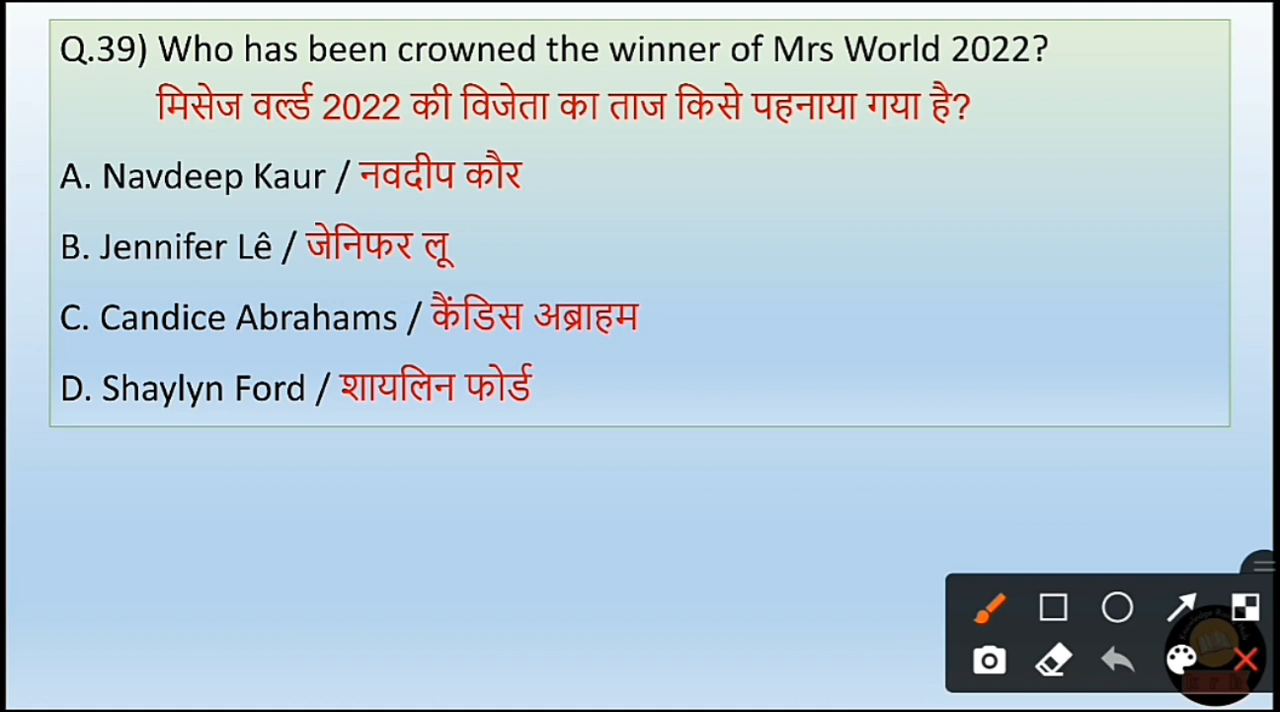 Q.39) Who has been crowned the winner of Mrs World 2022?
मिसेज वर्ल्ड 2022 की विजेता का ताज किसे पहनाया गया है?
A. Navdeep Kaur / नवदीप कौर
B. Jennifer Lê / जेनिफर लू
C. Candice Abrahams / कैंडिस अब्राहम
D. Shaylyn Ford / शायलिन फोर्ड